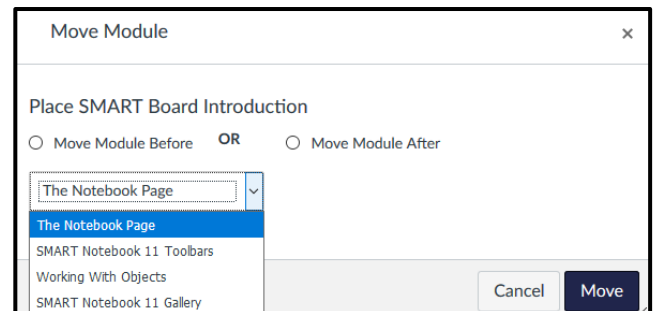 Move Module ×
Place SMART Board Introduction
Move Module Before OR Move Module After
The Notebook Page
The Notebook Page
SMART Notebook 11 Toolbars
Working With Objects
SMART Notebook 11 Gallery
Cancel Move